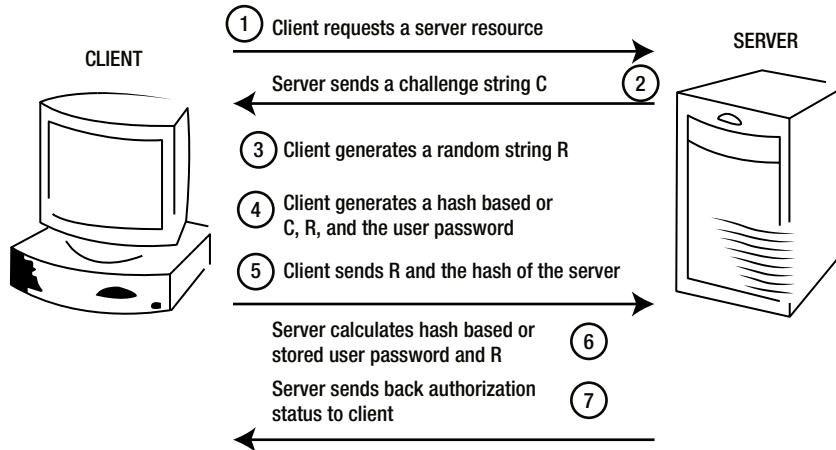 1 Client requests a server resource
CLIENT
SERVER
Server sends a challenge string C 2
3 Client generates a random string R
4 Client generates a hash based or
C, R, and the user password
5 Client sends R and the hash of the server
Server calculates hash based or
stored user password and R 6
Server sends back authorization
status to client 7